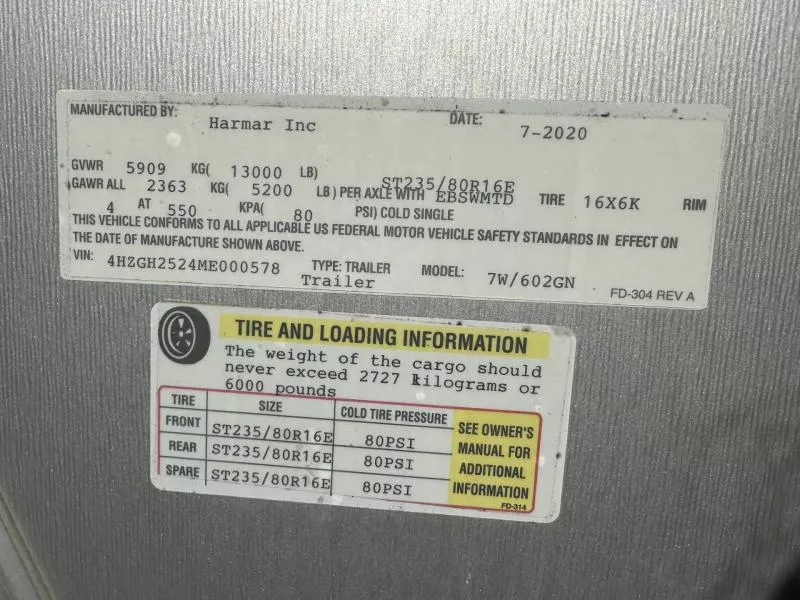 MANUFACTURED BY: Harmar Inc DATE: 7-2020
GVWR 5909 KG( 13000 LB)
ST235/80R16E
GAWR ALL 2363 KG( 5200 LB) PER AXLE WITH EBSWMTD TIRE 16X6K RIM
4 AT 550 KPA( 80 PSI) COLD SINGLE
THIS VEHICLE CONFORMS TO ALL APPLICABLE US FEDERAL MOTOR VEHICLE SAFETY STANDARDS IN EFFECT ON
THE DATE OF MANUFACTURE SHOWN ABOVE.
VIN: 4HZGH2524ME000578 TYPE: TRAILER MODEL: 7W/602GN
Trailer
FD-304 REV A
TIRE AND LOADING INFORMATION
The weight of the cargo should
never exceed 2727 kilograms or
6000 pounds
TIRE SIZE COLD TIRE PRESSURE SEE OWNER'S
FRONT ST235/80R16E 80PSI MANUAL FOR
REAR ST235/80R16E 80PSI ADDITIONAL
SPARE ST235/80R16E 80PSI INFORMATION
FD-314